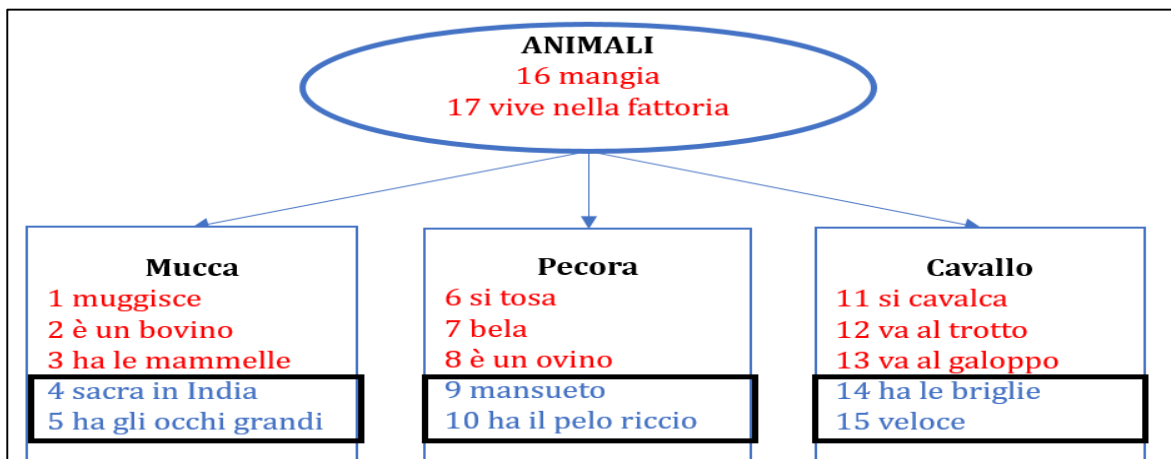 ANIMALI
16 mangia
17 vive nella fattoria
Mucca
1 muggisce
2 è un bovino
3 ha le mammelle
4 sacra in India
5 ha gli occhi grandi
Pecora
6 si tosa
7 bela
8 è un ovino
9 mansueto
10 ha il pelo riccio
Cavallo
11 si cavalca
12 va al trotto
13 va al galoppo
14 ha le briglie
15 veloce